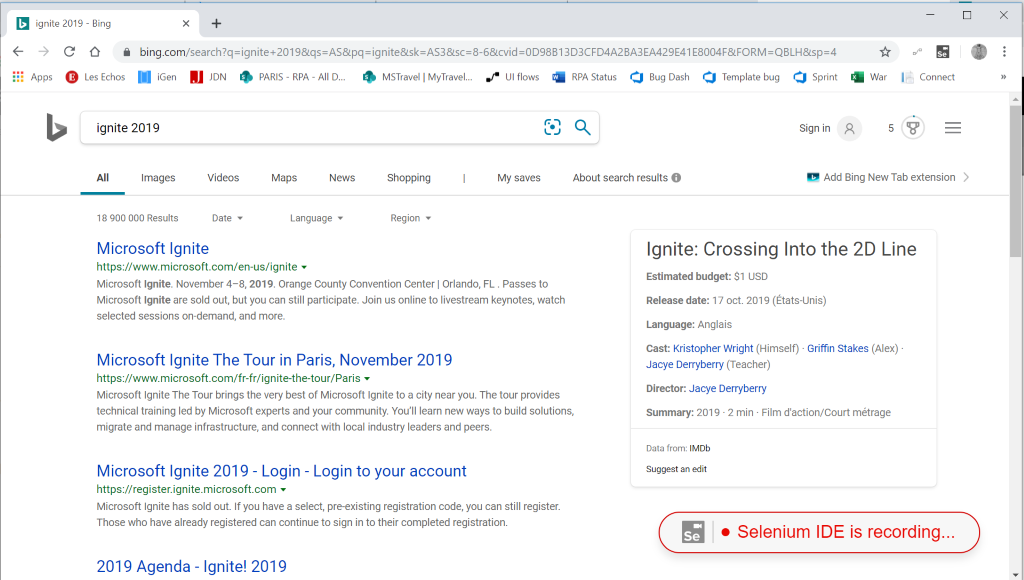 ignite 2019 - Bing
bing.com/search?q=ignite+2019&qs=AS&pq=ignite&sk=AS3&sc=8-6&cvid=0D98B13D3CFD4A2BA3EA429E41E8004F&FORM=QBLH&sp=4
Apps Les Echos iGen JDN PARIS - RPA - All D... MSTravel | MyTravel... UI flows RPA Status Bug Dash Template bug Sprint War Connect »
ignite 2019
Sign in 5
All Images Videos Maps News Shopping | My saves About search results Add Bing New Tab extension
18 900 000 Results Date Language Region
Microsoft Ignite
https://www.microsoft.com/en-us/ignite
Microsoft Ignite. November 4–8, 2019. Orange County Convention Center | Orlando, FL . Passes to
Microsoft Ignite are sold out, but you can still participate. Join us online to livestream keynotes, watch
selected sessions on-demand, and more.
Microsoft Ignite The Tour in Paris, November 2019
https://www.microsoft.com/fr-fr/ignite-the-tour/Paris
Microsoft Ignite The Tour brings the very best of Microsoft Ignite to a city near you. The tour provides
technical training led by Microsoft experts and your community. You'll learn new ways to build solutions,
migrate and manage infrastructure, and connect with local industry leaders and peers.
Microsoft Ignite 2019 - Login - Login to your account
https://register.ignite.microsoft.com
Microsoft Ignite has sold out. If you have a select, pre-existing registration code, you can still register.
Those who have already registered can continue to sign in to their completed registration.
2019 Agenda - Ignite! 2019
Ignite: Crossing Into the 2D Line
Estimated budget: $1 USD
Release date: 17 oct. 2019 (États-Unis)
Language: Anglais
Cast: Kristopher Wright (Himself) · Griffin Stakes (Alex) ·
Jacye Derryberry (Teacher)
Director: Jacye Derryberry
Summary: 2019 · 2 min · Film d'action/Court métrage
Data from: IMDb
Suggest an edit
Se Selenium IDE is recording...